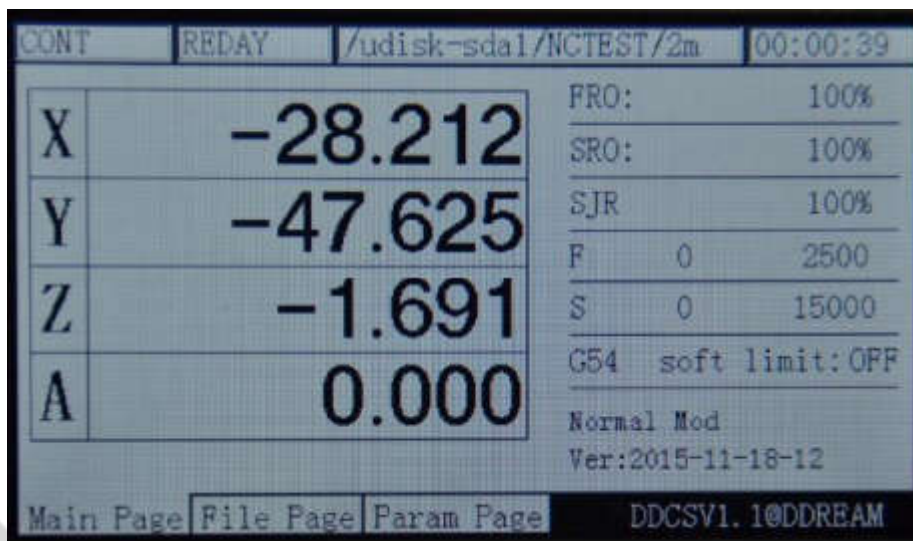 CONT REDAY /udisk-sda1/NCTEST/2m 00:00:39
X -28.212
Y -47.625
Z -1.691
A 0.000
FRO: 100%
SRO: 100%
SJR 100%
F 0 2500
S 0 15000
G54 soft limit:OFF
Normal Mod
Ver:2015-11-18-12
Main Page File Page Param Page DDCSV1.1@DDREAM